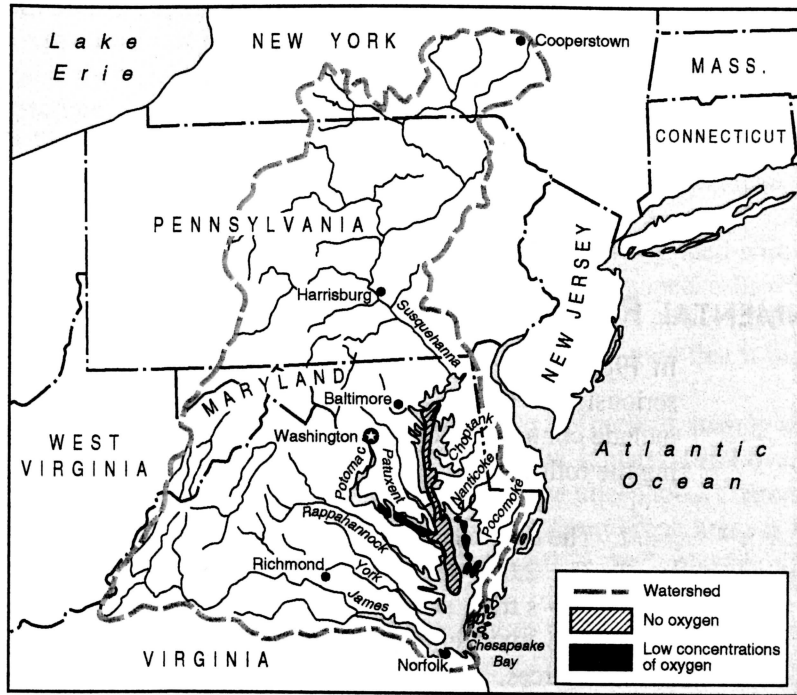 Lake
Erie
NEW YORK
Cooperstown
MASS.
CONNECTICUT
PENNSYLVANIA
Harrisburg
Susquehanna
NEW JERSEY
MARYLAND
Baltimore
Washington
WEST
VIRGINIA
Choptank
Potomac
Patuxent
Nanticoke
Pocomoke
Atlantic
Ocean
Rappahannock
Richmond
York
James
Chesapeake
Bay
Norfolk
VIRGINIA
Watershed
No oxygen
Low concentrations
of oxygen